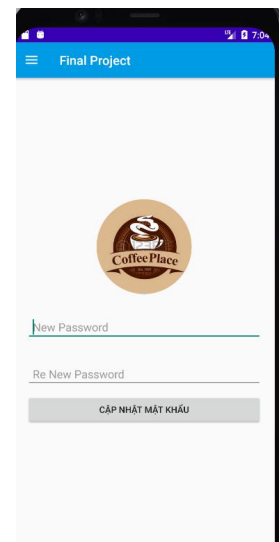 7:04
Final Project
Coffee Place
New Password
Re New Password
CẬP NHẬT MẬT KHẨU